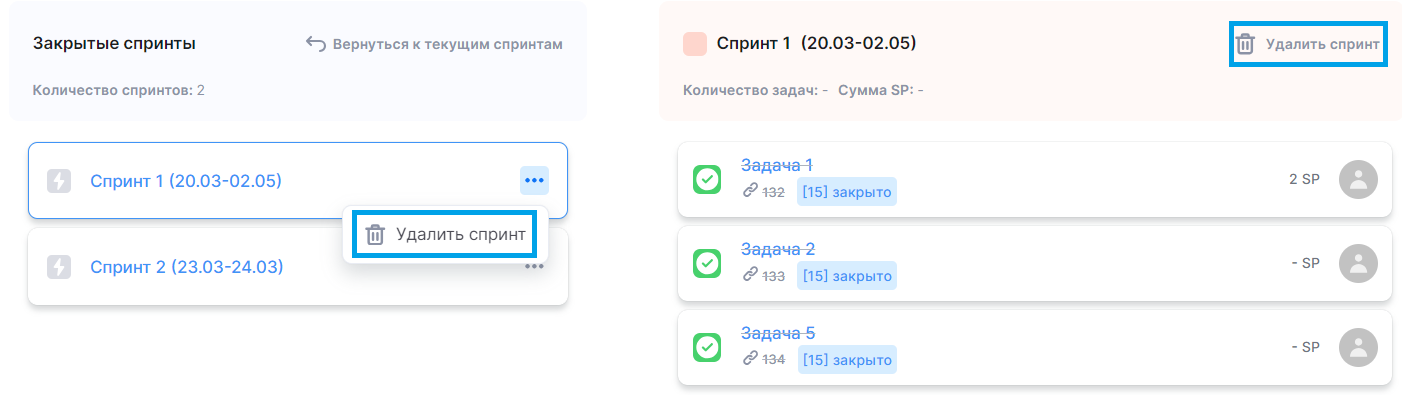 Закрытые спринты
Вернуться к текущим спринтам
Количество спринтов: 2
Спринт 1 (20.03-02.05)
Удалить спринт
Спринт 2 (23.03-24.03)
Спринт 1 (20.03-02.05)
Удалить спринт
Количество задач: - Сумма SP: -
Задача 1
132 [15] закрыто
2 SP
Задача 2
133 [15] закрыто
- SP
Задача 5
134 [15] закрыто
- SP